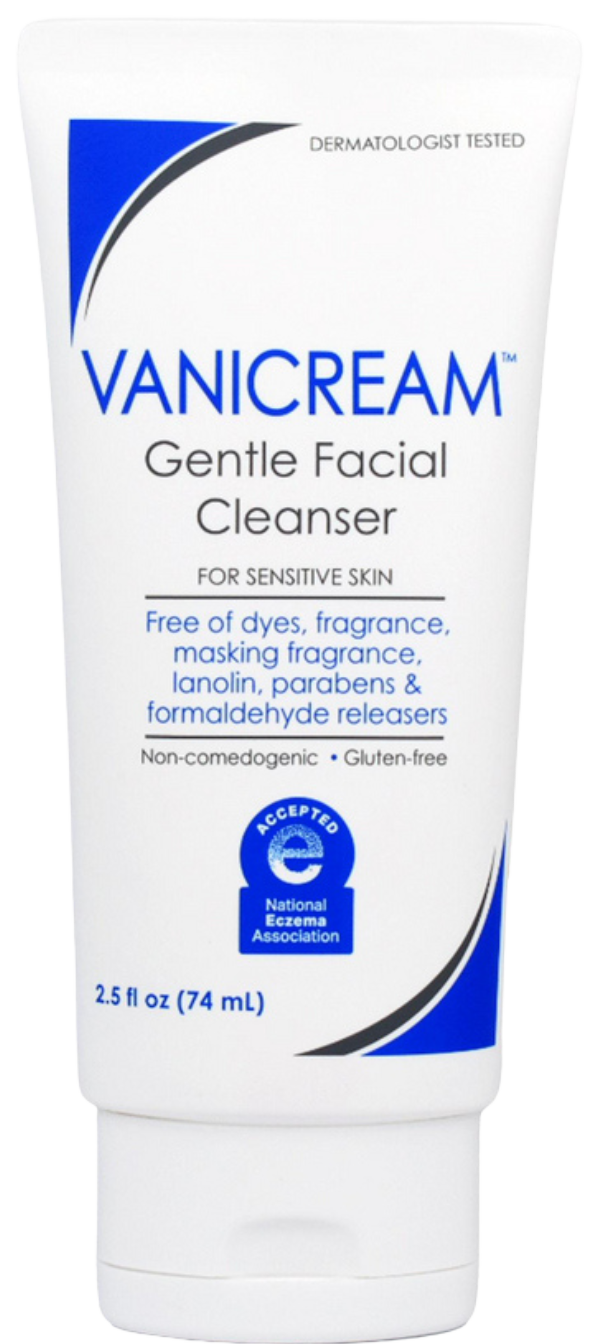 DERMATOLOGIST TESTED
VANICREAM™
Gentle Facial
Cleanser
FOR SENSITIVE SKIN
Free of dyes, fragrance,
masking fragrance,
lanolin, parabens &
formaldehyde releasers
Non-comedogenic • Gluten-free
ACCEPTED
e
National
Eczema
Association
2.5 fl oz (74 mL)